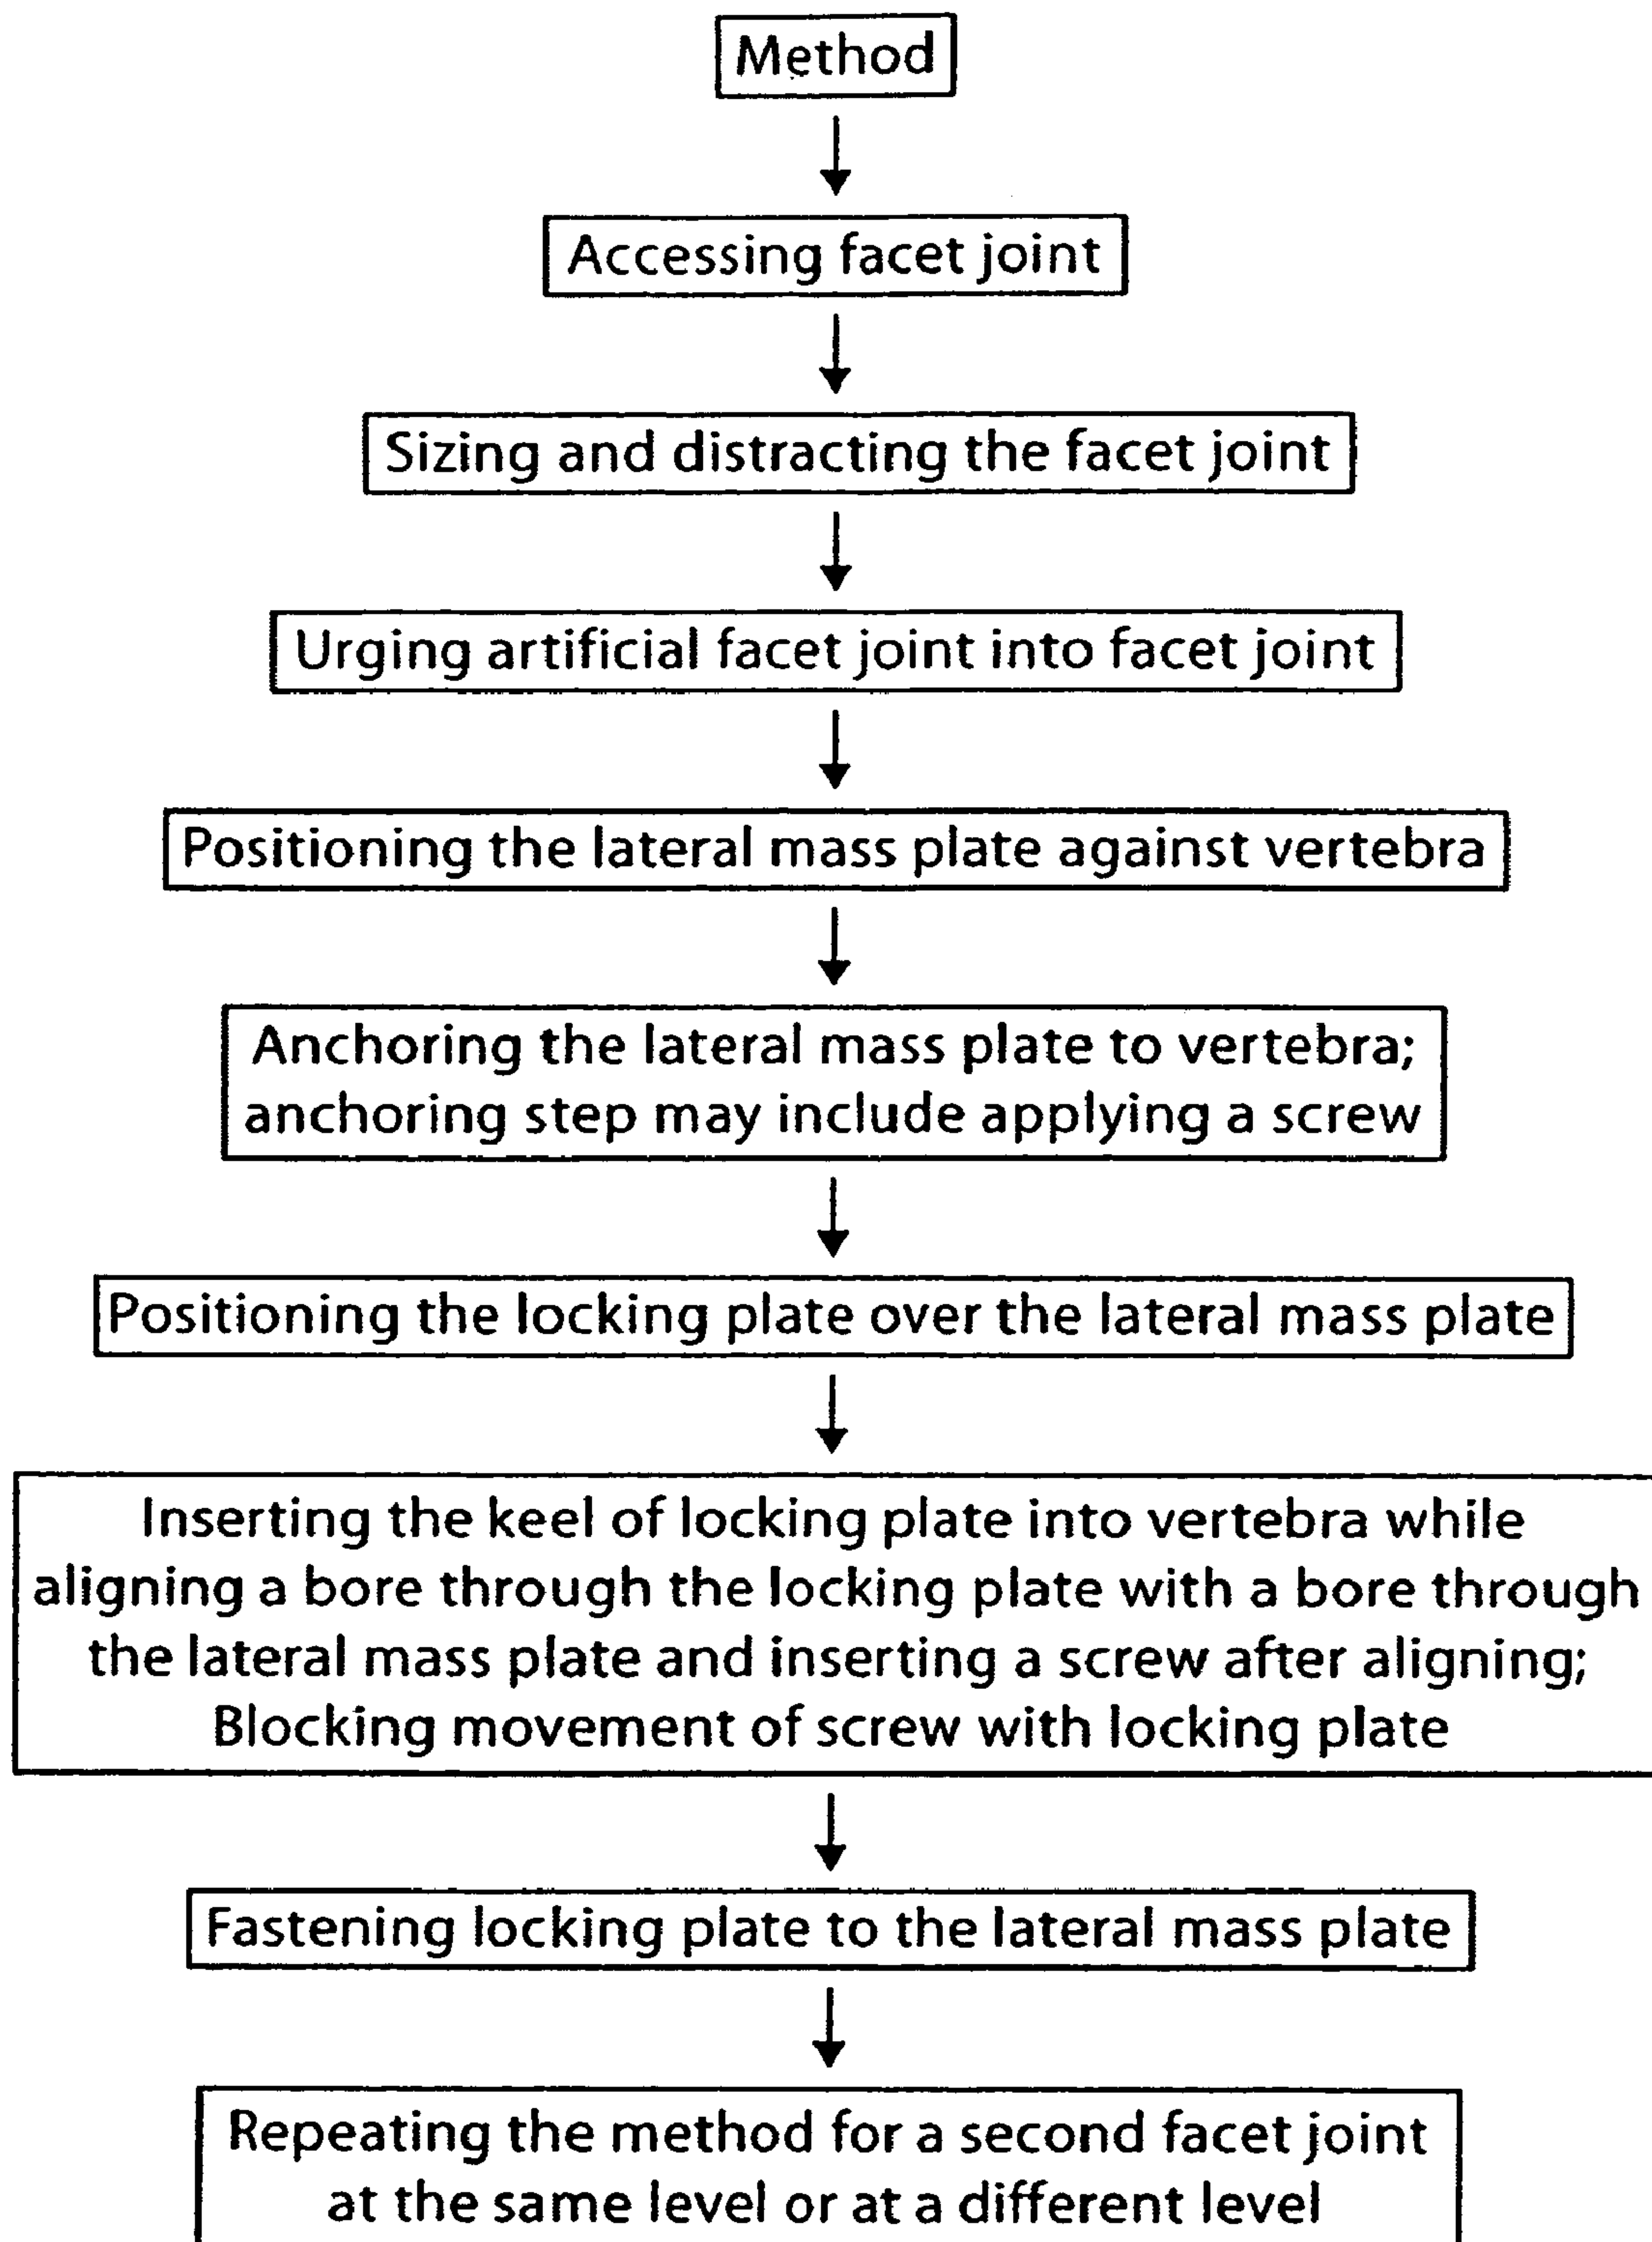 Method
Accessing facet joint
Sizing and distracting the facet joint
Urging artificial facet joint into facet joint
Positioning the lateral mass plate against vertebra
Anchoring the lateral mass plate to vertebra;
anchoring step may include applying a screw
Positioning the locking plate over the lateral mass plate
Inserting the keel of locking plate into vertebra while
aligning a bore through the locking plate with a bore through
the lateral mass plate and inserting a screw after aligning;
Blocking movement of screw with locking plate
Fastening locking plate to the lateral mass plate
Repeating the method for a second facet joint
at the same level or at a different level